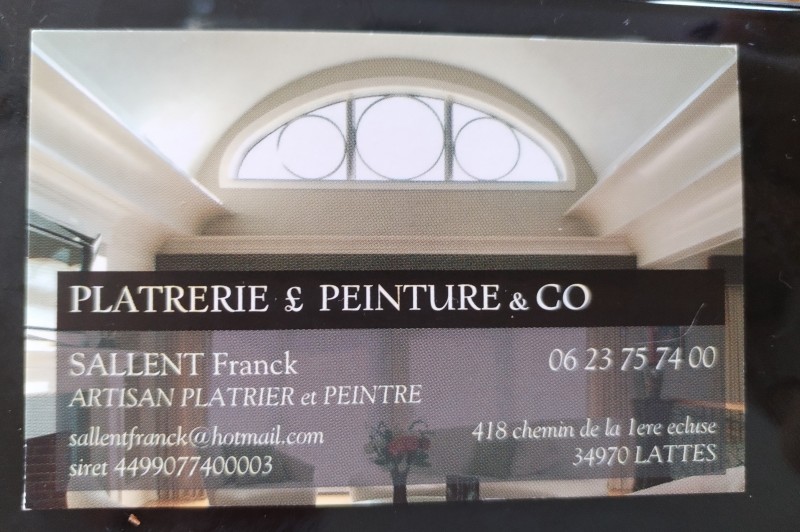 PLATRERIE £ PEINTURE & CO
SALLENT Franck
06 23 75 74 00
ARTISAN PLATRIER et PEINTRE
sallentfranck@hotmail.com
418 chemin de la 1ere ecluse
siret 4499077400003
34970 LATTES